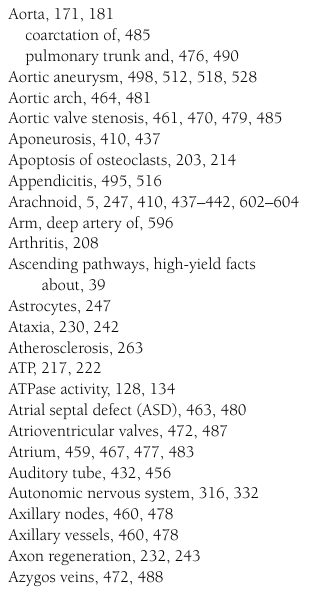 Aorta, 171, 181
coarctation of, 485
pulmonary trunk and, 476, 490
Aortic aneurysm, 498, 512, 518, 528
Aortic arch, 464, 481
Aortic valve stenosis, 461, 470, 479, 485
Aponeurosis, 410, 437
Apoptosis of osteoclasts, 203, 214
Appendicitis, 495, 516
Arachnoid, 5, 247, 410, 437–442, 602–604
Arm, deep artery of, 596
Arthritis, 208
Ascending pathways, high-yield facts
about, 39
Astrocytes, 247
Ataxia, 230, 242
Atherosclerosis, 263
ATP, 217, 222
ATPase activity, 128, 134
Atrial septal defect (ASD), 463, 480
Atrioventricular valves, 472, 487
Atrium, 459, 467, 477, 483
Auditory tube, 432, 456
Autonomic nervous system, 316, 332
Axillary nodes, 460, 478
Axillary vessels, 460, 478
Axon regeneration, 232, 243
Azygos veins, 472, 488